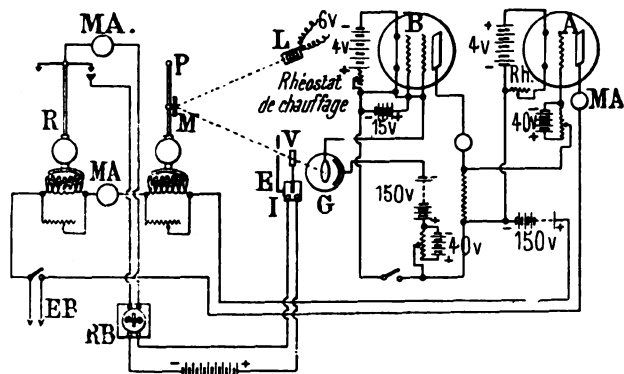 MA.
P
L
6v
4v
B
4v
A
Rhéostat
de chauffage
RH.
MA
R
M
15v
40v
V
MA
E
G
I
150v
40v
150v
EB
RB